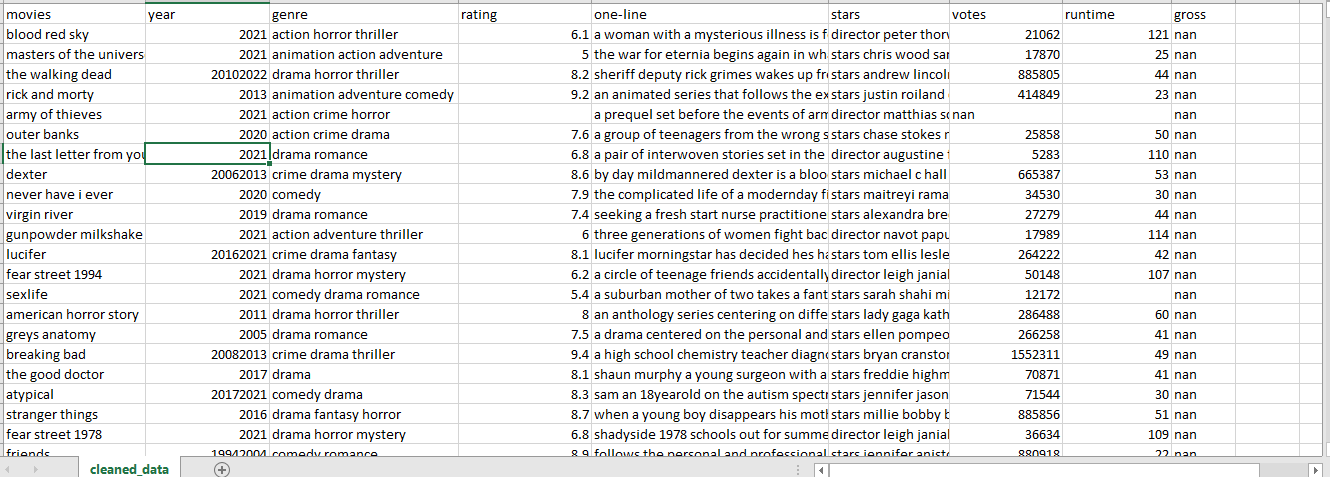 movies year genre rating one-line stars votes runtime gross
blood red sky 2021 action horror thriller 6.1 a woman with a mysterious illness is f director peter thorv 21062 121 nan
masters of the univers 2021 animation action adventure 5 the war for eternia begins again in wh stars chris wood sar 17870 25 nan
the walking dead 20102022 drama horror thriller 8.2 sheriff deputy rick grimes wakes up fr stars andrew lincol 885805 44 nan
rick and morty 2013 animation adventure comedy 9.2 an animated series that follows the ex stars justin roiland 414849 23 nan
army of thieves 2021 action crime horror a prequel set before the events of arm director matthias sc nan nan
outer banks 2020 action crime drama 7.6 a group of teenagers from the wrong s stars chase stokes r 25858 50 nan
the last letter from you 2021 drama romance 6.8 a pair of interwoven stories set in the director augustine 5283 110 nan
dexter 20062013 crime drama mystery 8.6 by day mildmannered dexter is a bloo stars michael c hall 665387 53 nan
never have i ever 2020 comedy 7.9 the complicated life of a modernday fi stars maitreyi rama 34530 30 nan
virgin river 2019 drama romance 7.4 seeking a fresh start nurse practitione stars alexandra bre 27279 44 nan
gunpowder milkshake 2021 action adventure thriller 6 three generations of women fight bac director navot papu 17989 114 nan
lucifer 20162021 crime drama fantasy 8.1 lucifer morningstar has decided hes ha stars tom ellis lesle 264222 42 nan
fear street 1994 2021 drama horror mystery 6.2 a circle of teenage friends accidentally director leigh janial 50148 107 nan
sexlife 2021 comedy drama romance 5.4 a suburban mother of two takes a fant stars sarah shahi mi 12172 nan
american horror story 2011 drama horror thriller 8 an anthology series centering on diffe stars lady gaga kath 286488 60 nan
greys anatomy 2005 drama romance 7.5 a drama centered on the personal and stars ellen pompeo 266258 41 nan
breaking bad 20082013 crime drama thriller 9.4 a high school chemistry teacher diagno stars bryan cranstor 1552311 49 nan
the good doctor 2017 drama 8.1 shaun murphy a young surgeon with a stars freddie highm 70871 41 nan
atypical 20172021 comedy drama 8.3 sam an 18yearold on the autism spect stars jennifer jason 71544 30 nan
stranger things 2016 drama fantasy horror 8.7 when a young boy disappears his mot stars millie bobby b 885856 51 nan
fear street 1978 2021 drama horror mystery 6.8 shadyside 1978 schools out for summe director leigh janial 36634 109 nan
friends 19942004 comedy romance 8.9 follows the personal and professional stars jennifer anist 880918 22 nan
cleaned_data